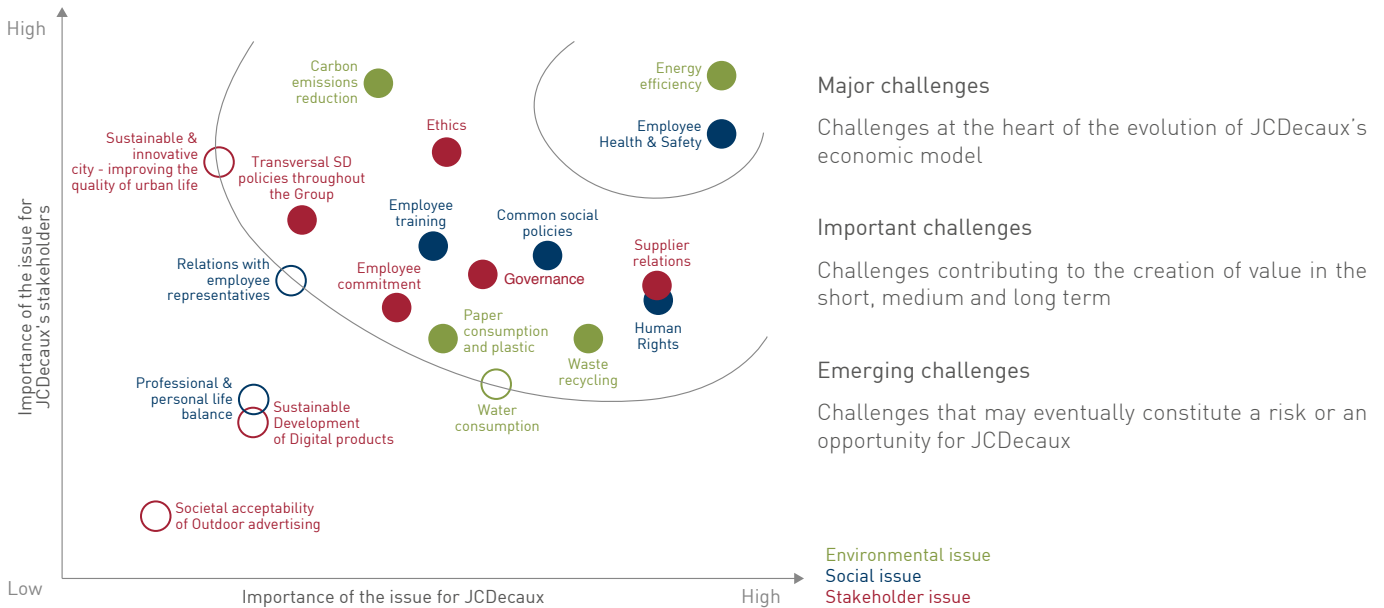 High
Carbon
emissions
reduction
Energy
efficiency
Ethics
Employee
Health & Safety
Sustainable &
innovative
city - improving the
quality of urban life
Transversal SD
policies throughout
the Group
Employee
training
Common social
policies
Supplier
relations
Relations with
employee
representatives
Employee
commitment
Governance
Paper
consumption
and plastic
Human
Rights
Waste
recycling
Professional &
personal life
balance
Sustainable
Development
of Digital products
Water
consumption
Societal acceptability
of Outdoor advertising
Importance of the issue for
JCDecaux's stakeholders
Low
Importance of the issue for JCDecaux
High
Major challenges
Challenges at the heart of the evolution of JCDecaux's
economic model
Important challenges
Challenges contributing to the creation of value in the
short, medium and long term
Emerging challenges
Challenges that may eventually constitute a risk or an
opportunity for JCDecaux
Environmental issue
Social issue
Stakeholder issue